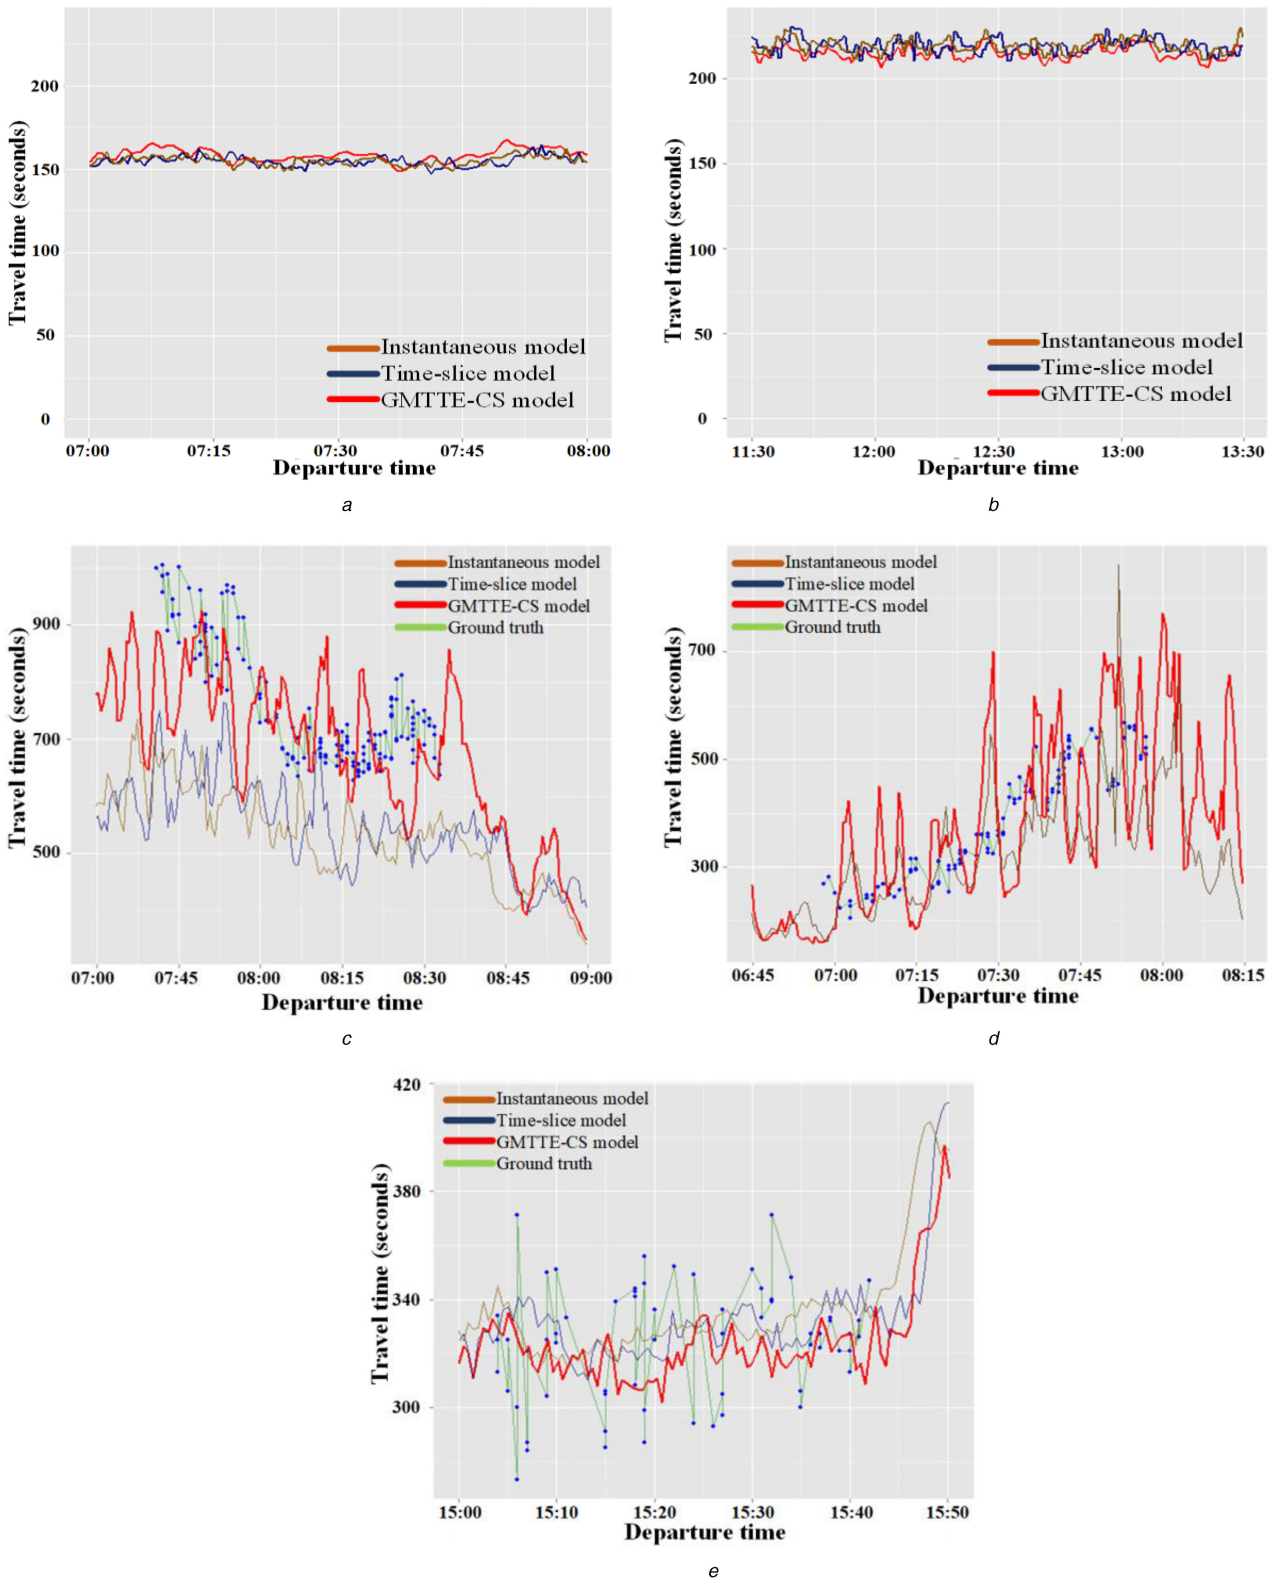 200
150
100
50
0
Travel time (seconds)
Instantaneous model
Time-slice model
GMTTE-CS model
07:00 07:15 07:30 07:45 08:00
Departure time
a
200
150
100
50
0
Travel time (seconds)
Instantaneous model
Time-slice model
GMTTE-CS model
11:30 12:00 12:30 13:00 13:30
Departure time
b
900
700
500
Travel time (seconds)
Instantaneous model
Time-slice model
GMTTE-CS model
Ground truth
07:00 07:45 08:00 08:15 08:30 08:45 09:00
Departure time
c
700
500
300
Travel time (seconds)
Instantaneous model
Time-slice model
GMTTE-CS model
Ground truth
06:45 07:00 07:15 07:30 07:45 08:00 08:15
Departure time
d
420
380
340
300
Travel time (seconds)
Instantaneous model
Time-slice model
GMTTE-CS model
Ground truth
15:00 15:10 15:20 15:30 15:40 15:50
Departure time
e